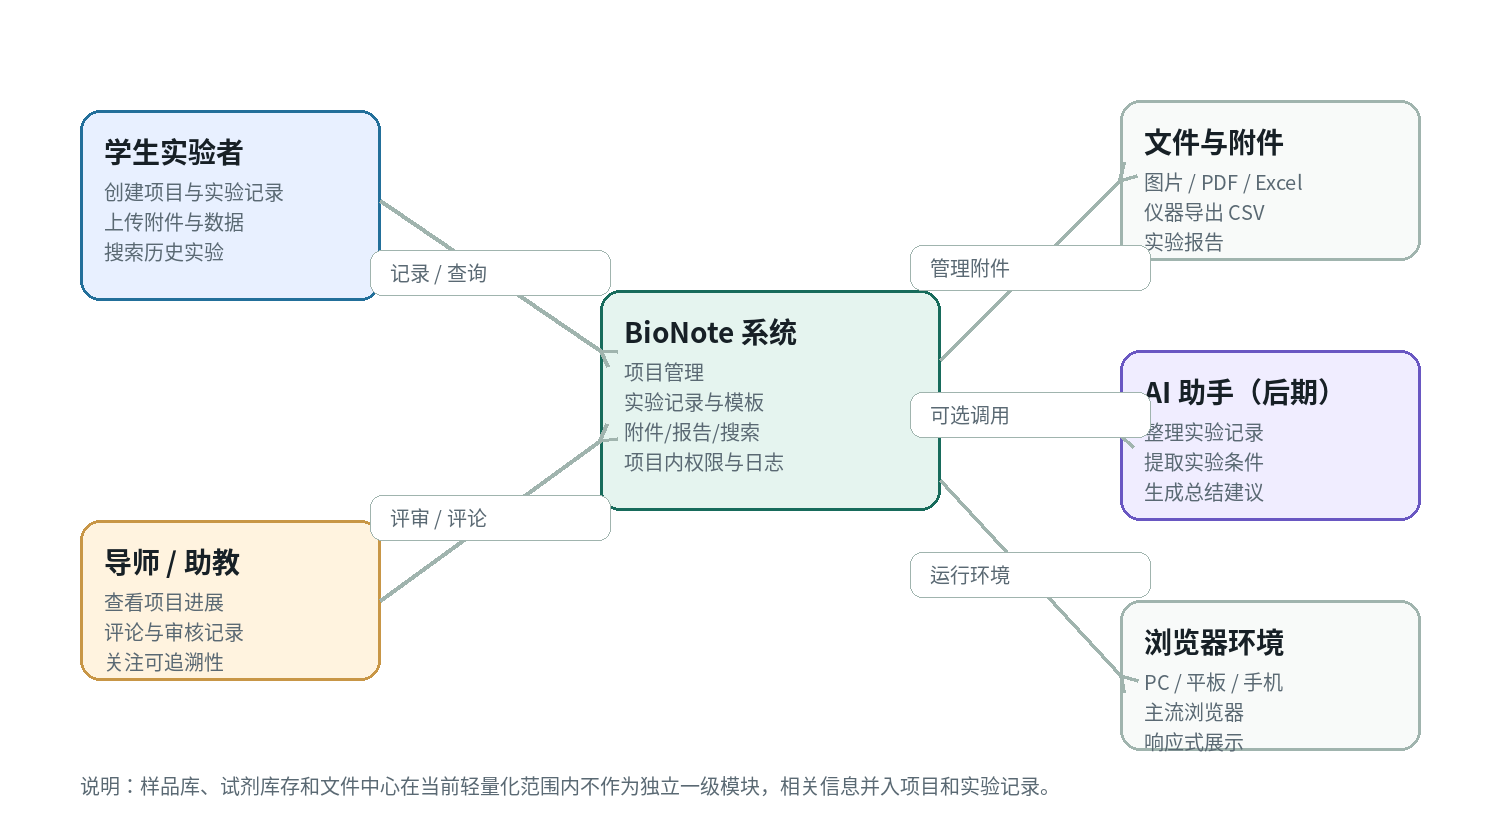 学生实验者
创建项目与实验记录
上传附件与数据
搜索历史实验
记录 / 查询
导师 / 助教
查看项目进展
评论与审核记录
关注可追溯性
评审 / 评论
BioNote 系统
项目管理
实验记录与模板
附件/报告/搜索
项目内权限与日志
管理附件
可选调用
运行环境
文件与附件
图片 / PDF / Excel
仪器导出 CSV
实验报告
AI 助手（后期）
整理实验记录
提取实验条件
生成总结建议
浏览器环境
PC / 平板 / 手机
主流浏览器
响应式展示
说明：样品库、试剂库存和文件中心在当前轻量化范围内不作为独立一级模块，相关信息并入项目和实验记录。